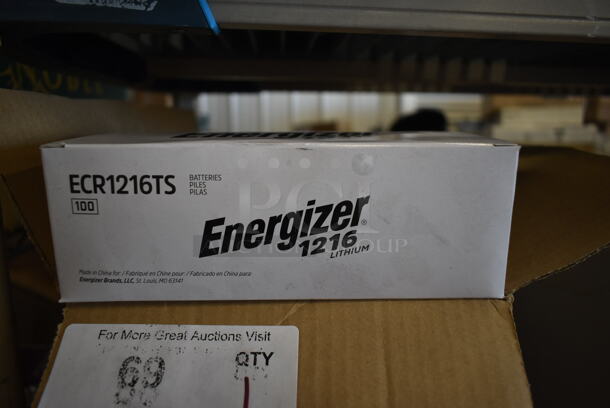 Energizer
ECR1216TS
BATTERIES
PILES
PILAS
100
Energizer®
1216
LITHIUM
Made in China for: / Fabriqué en Chine pour: / Fabricado en China para:
Energizer Brands, LLC, St. Louis, MO 63141
For More Great Auctions Visit
69
QTY